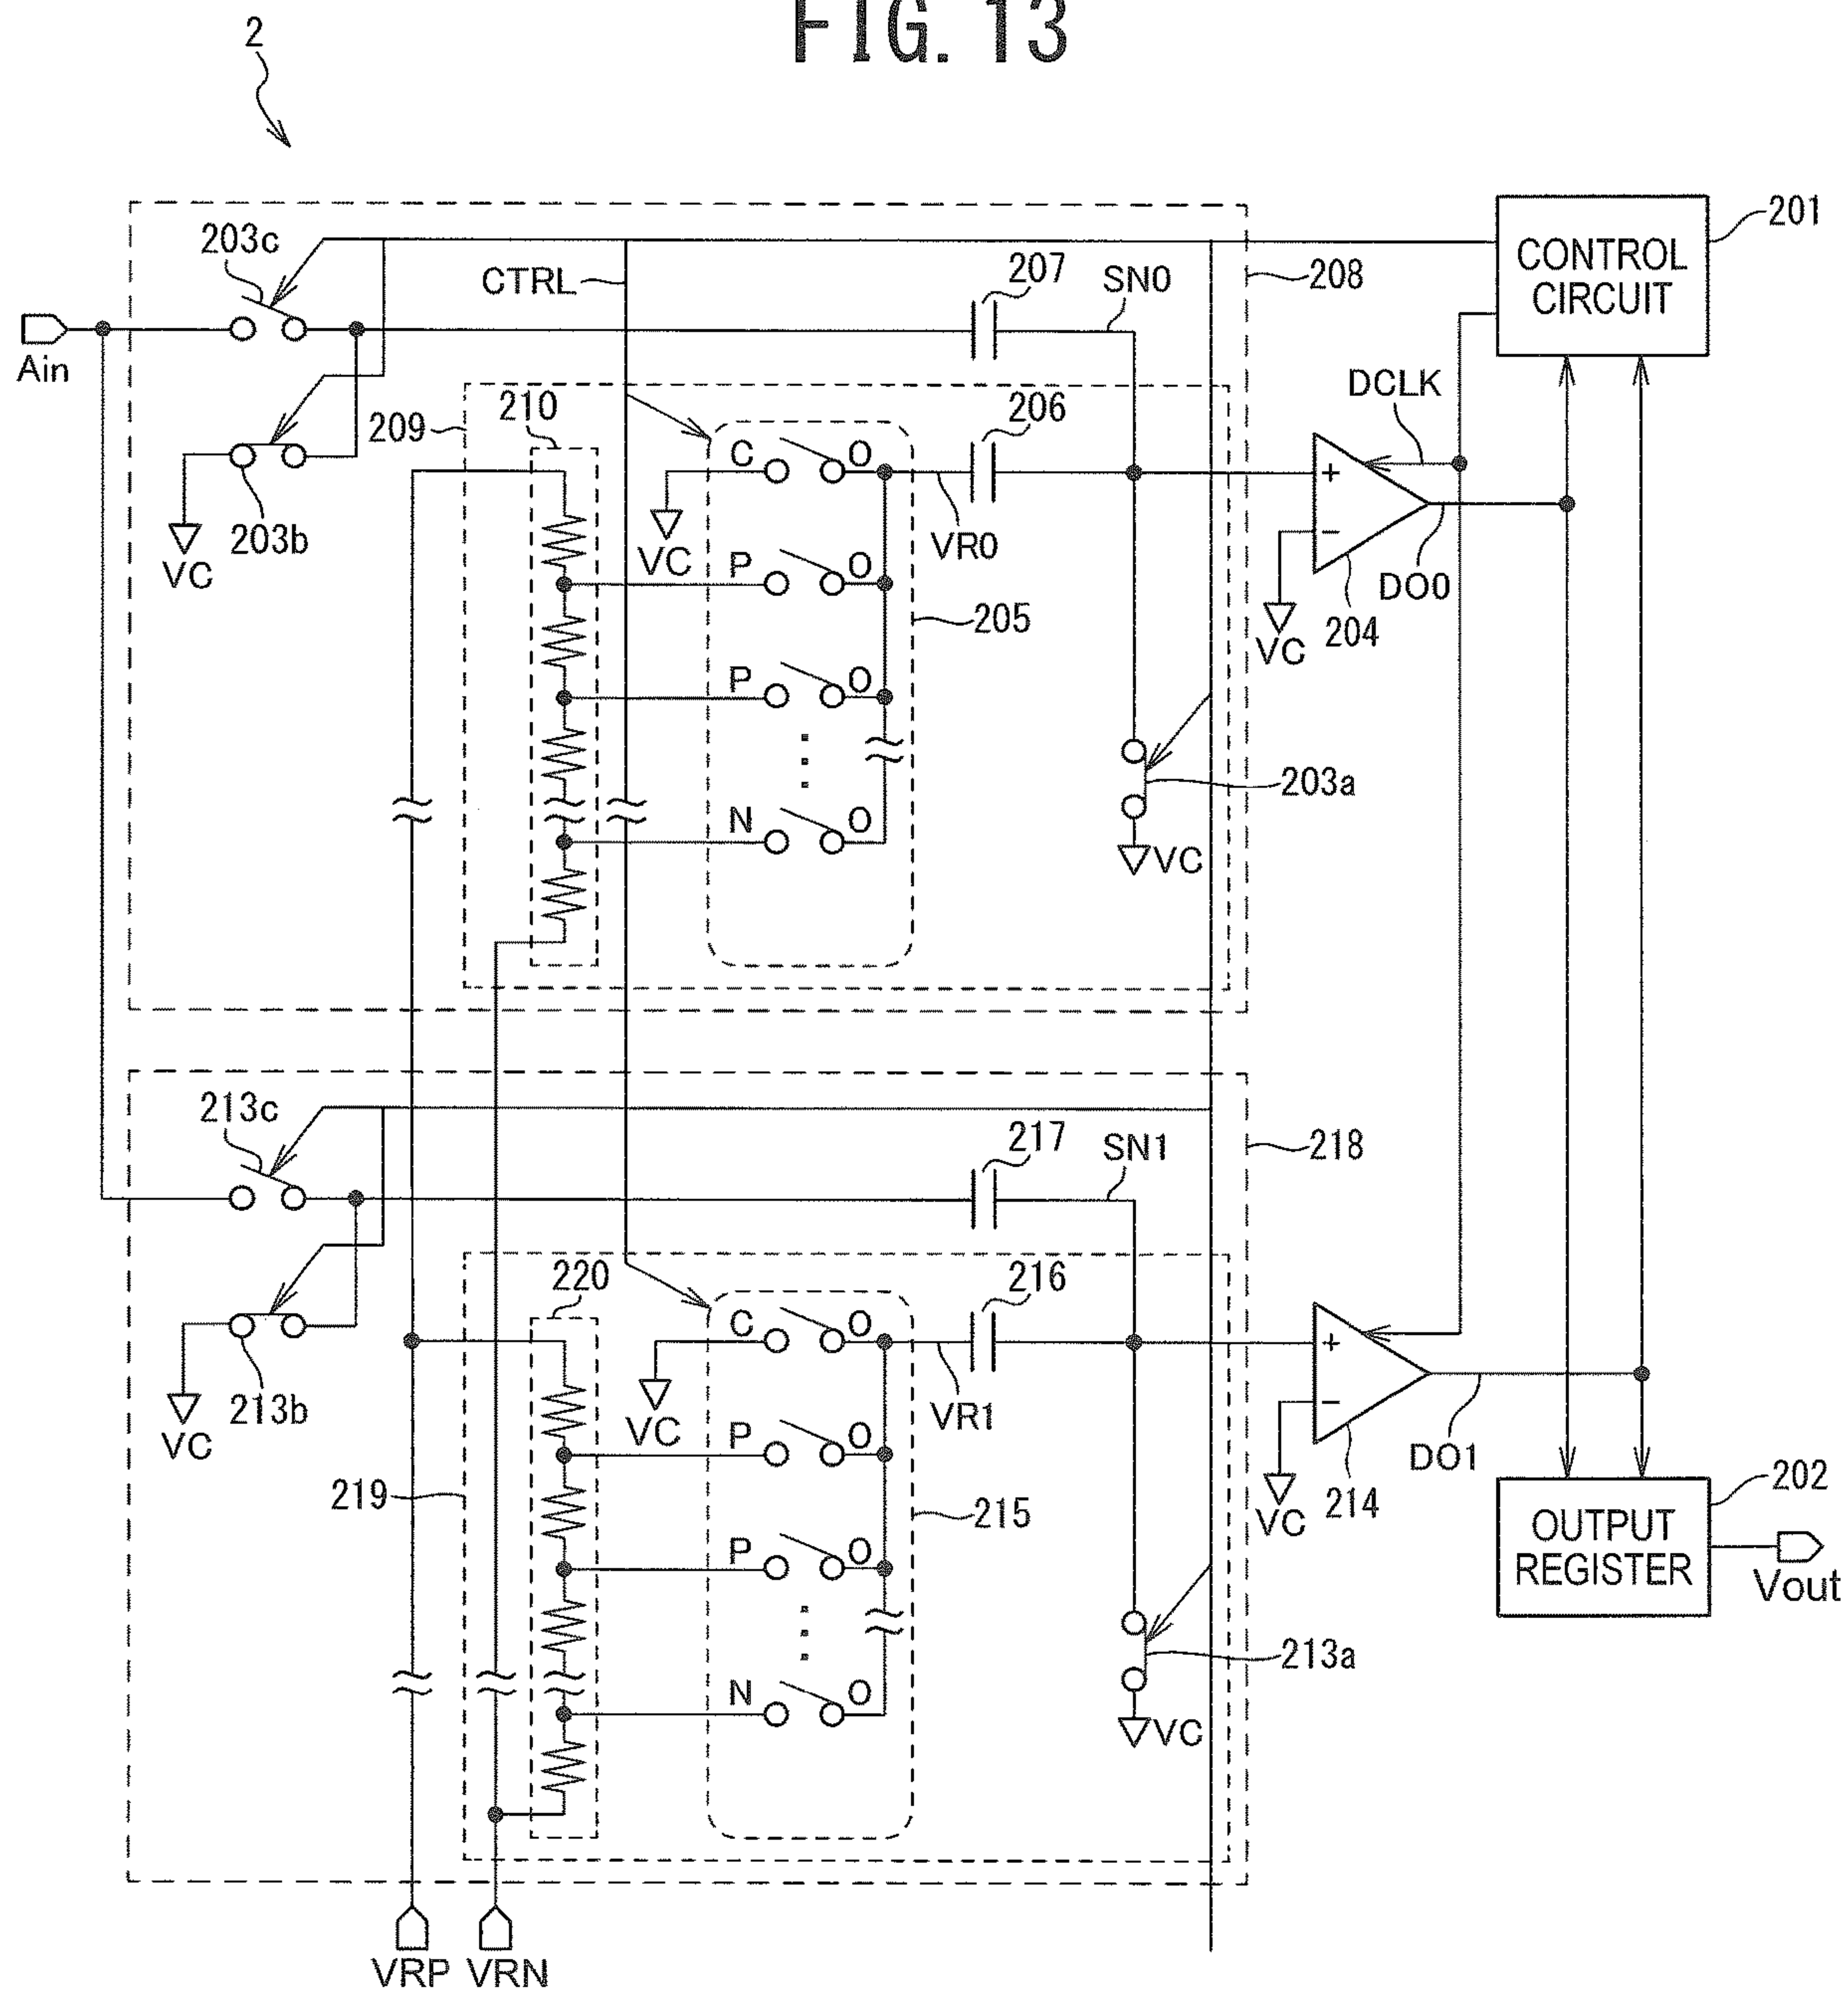 FIG. 13
2
201
CONTROL
CIRCUIT
203c
CTRL
207
SN0
208
Ain
DCLK
209
210
206
C
O
+
203b
VC
VC
VR0
−
DO0
P
O
205
VC
204
P
O
203a
N
O
VC
213c
217
SN1
218
220
216
C
O
+
213b
VC
VC
VR1
−
P
O
DO1
202
219
215
VC
214
OUTPUT
REGISTER
P
O
Vout
213a
N
O
VC
VRP
VRN